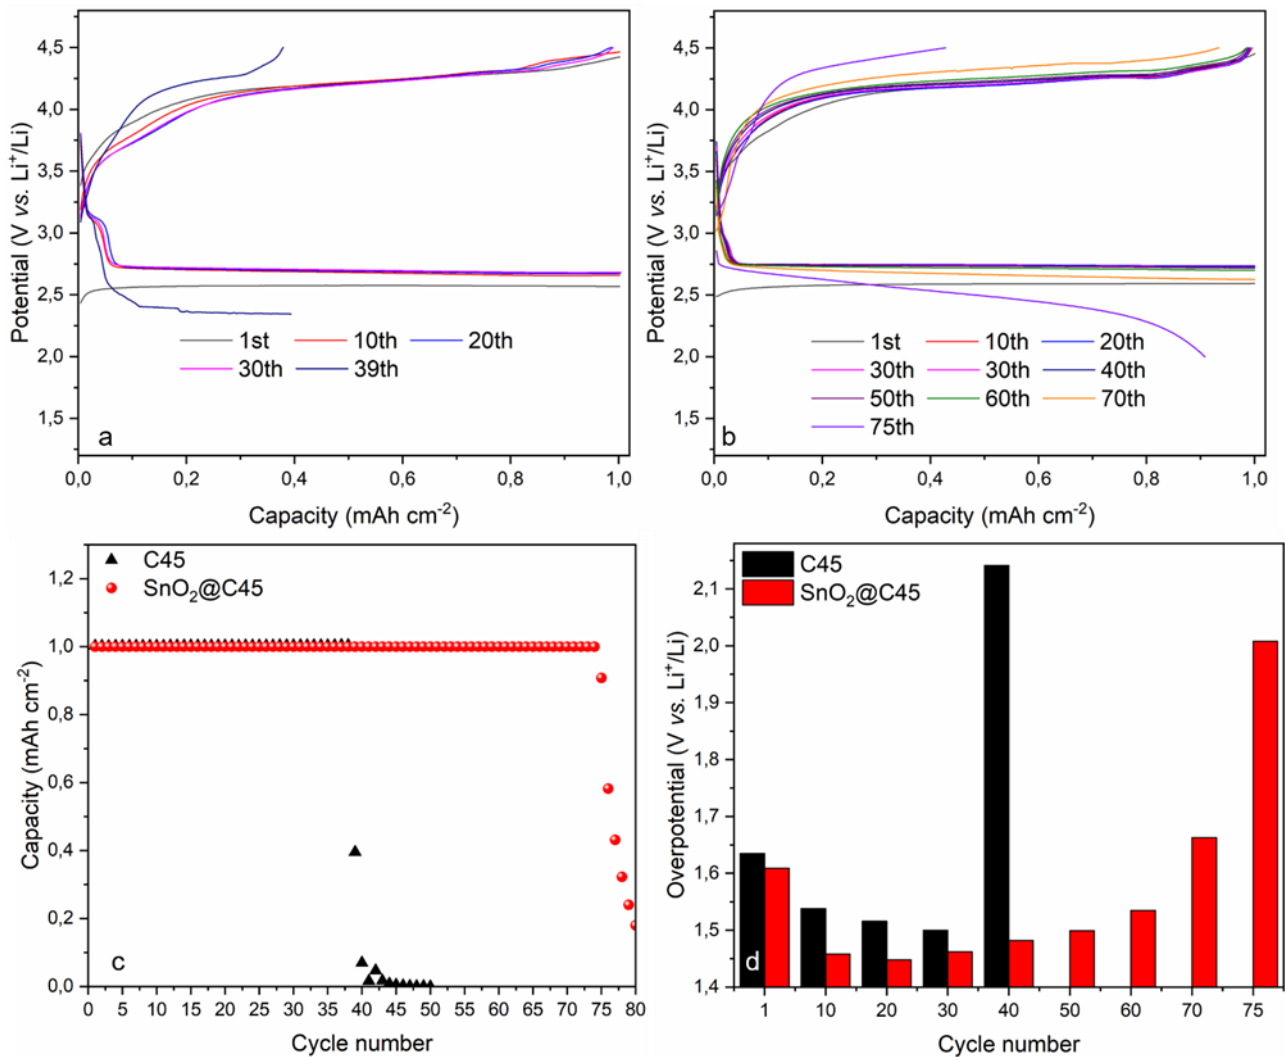 4,5
4,0
3,5
3,0
2,5
2,0
1,5
Potential (V vs. Li⁺/Li)
1st 10th 20th
30th 39th
a
0,0 0,2 0,4 0,6 0,8 1,0
Capacity (mAh cm⁻²)
4,5
4,0
3,5
3,0
2,5
2,0
1,5
Potential (V vs. Li⁺/Li)
1st 10th 20th
30th 30th 40th
50th 60th 70th
75th
b
0,0 0,2 0,4 0,6 0,8 1,0
Capacity (mAh cm⁻²)
C45
SnO₂@C45
1,2
1,0
0,8
0,6
0,4
0,2
0,0
Capacity (mAh cm⁻²)
c
0 5 10 15 20 25 30 35 40 45 50 55 60 65 70 75 80
Cycle number
C45
SnO₂@C45
2,1
2,0
1,9
1,8
1,7
1,6
1,5
1,4
Overpotential (V vs. Li⁺/Li)
d
1 10 20 30 40 50 60 70 75
Cycle number